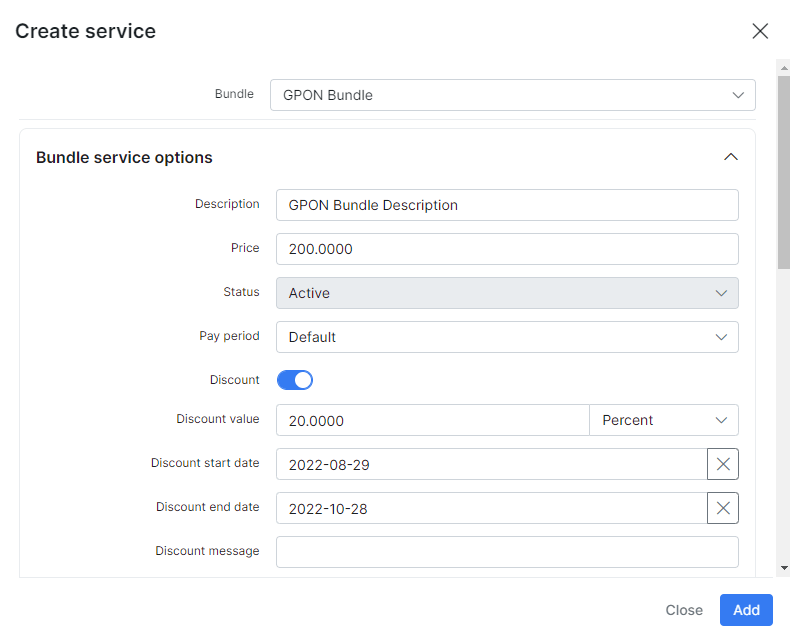 Create service
Bundle GPON Bundle
Bundle service options
Description GPON Bundle Description
Price 200.0000
Status Active
Pay period Default
Discount
Discount value 20.0000 Percent
Discount start date 2022-08-29
Discount end date 2022-10-28
Discount message
Close Add